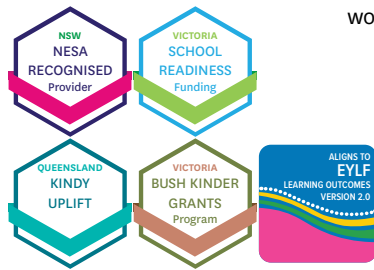 WO
NSW
NESA
RECOGNISED
Provider
VICTORIA
SCHOOL
READINESS
Funding
QUEENSLAND
KINDY
UPLIFT
VICTORIA
BUSH KINDER
GRANTS
Program
ALIGNS TO
EYLF
LEARNING OUTCOMES
VERSION 2.0